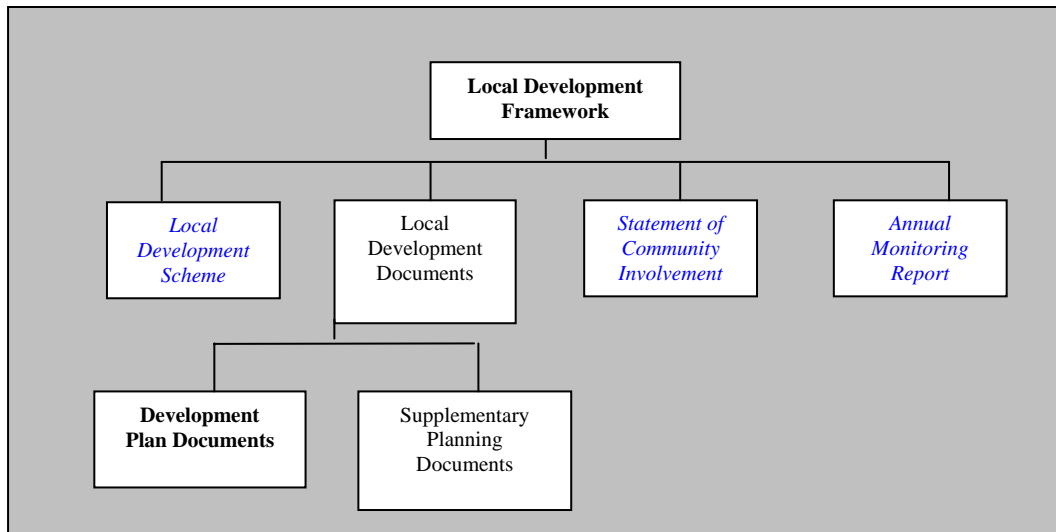 Local Development
Framework
Local
Development
Scheme
Local
Development
Documents
Statement of
Community
Involvement
Annual
Monitoring
Report
Development
Plan Documents
Supplementary
Planning
Documents